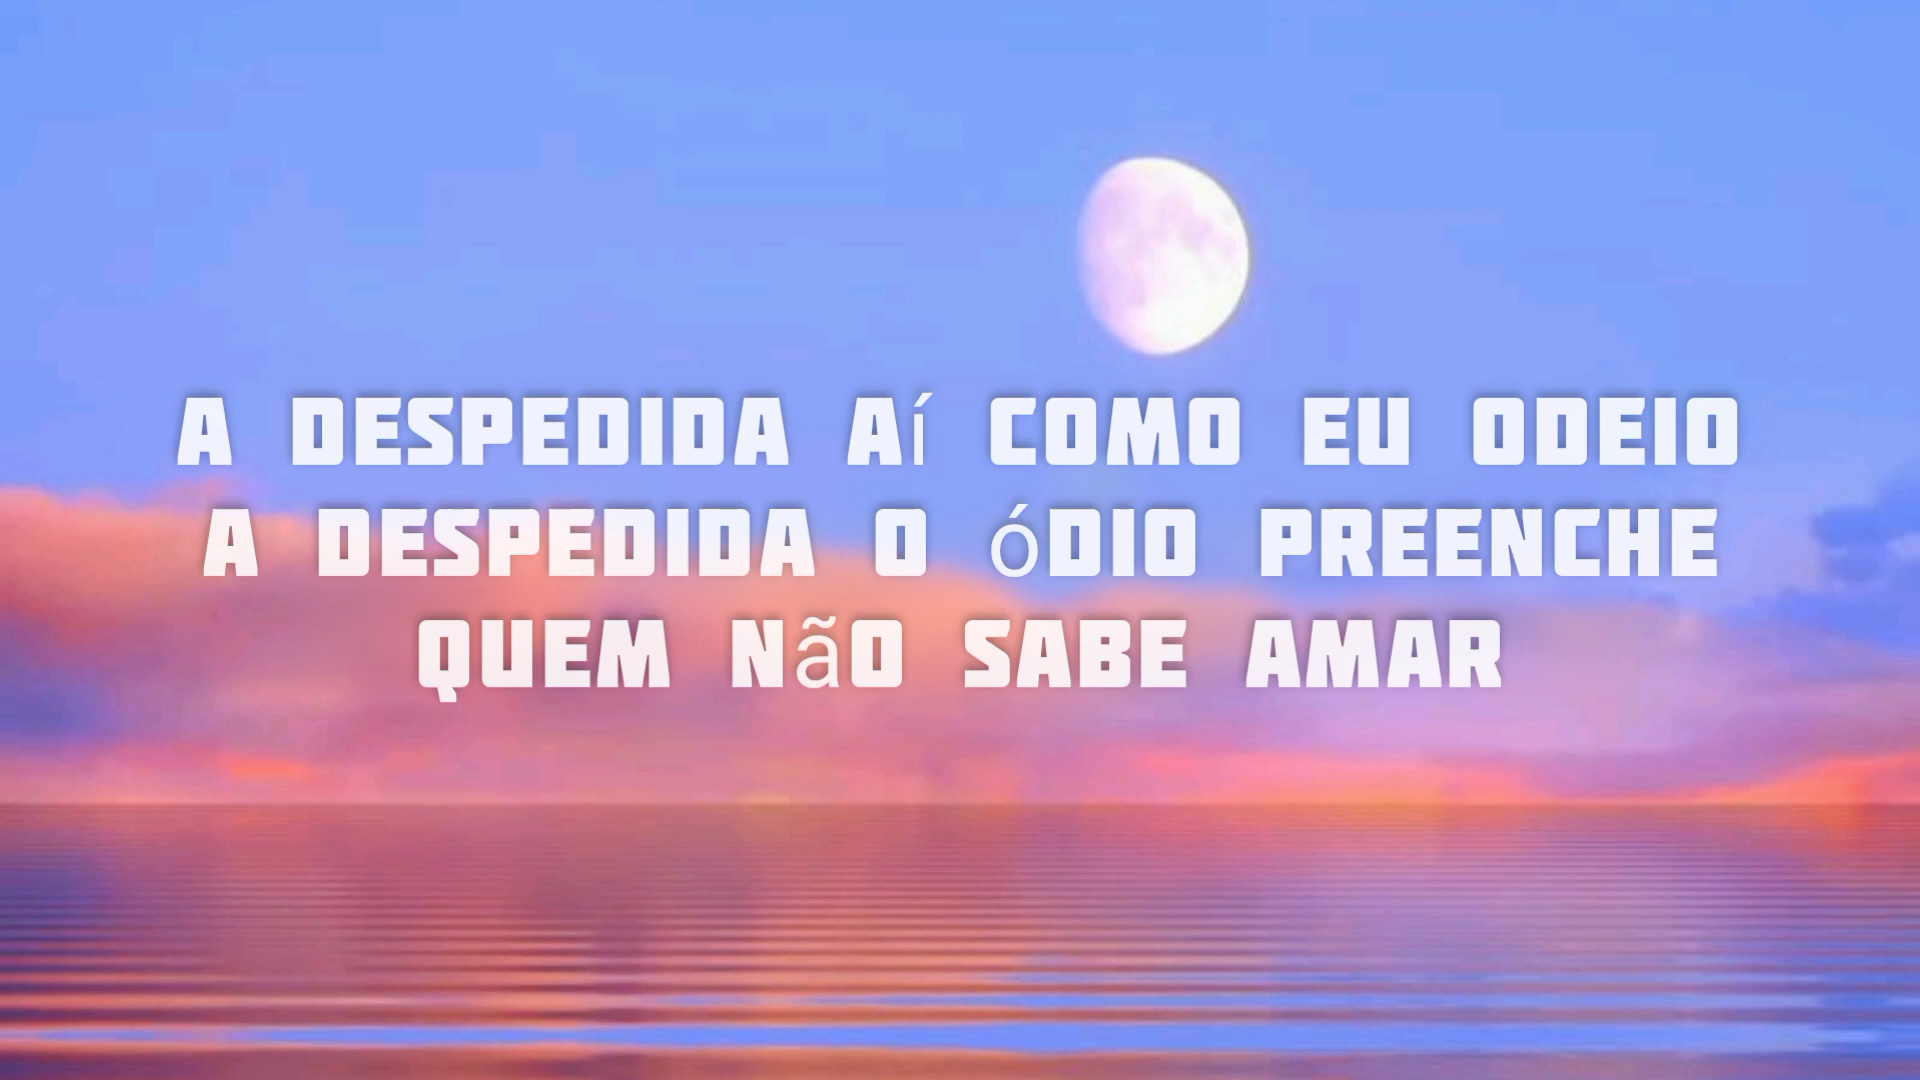 A DESPEDIDA Aí COMO EU ODEIO
A DESPEDIDA O óDIO PREENCHE
QUEM NãO SABE AMAR